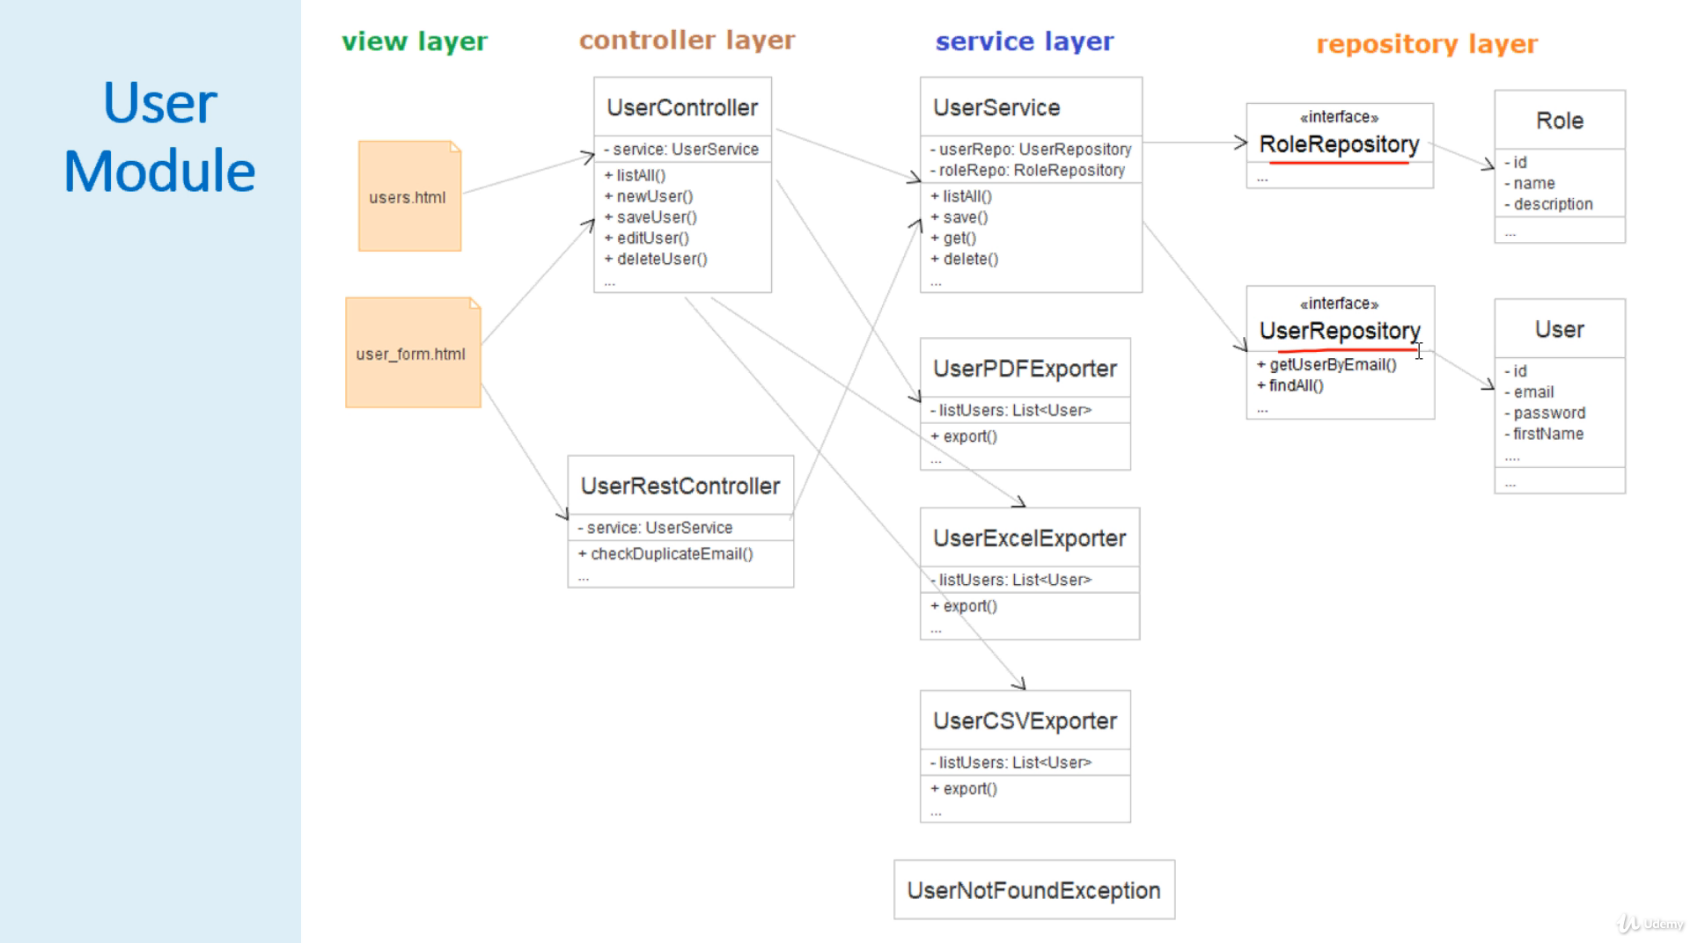 User
Module
view layer
controller layer
service layer
repository layer
users.html
user_form.html
UserController
- service: UserService
+ listAll()
+ newUser()
+ saveUser()
+ editUser()
+ deleteUser()
...
UserRestController
- service: UserService
+ checkDuplicateEmail()
...
UserService
- userRepo: UserRepository
- roleRepo: RoleRepository
+ listAll()
+ save()
+ get()
+ delete()
...
UserPDFExporter
- listUsers: List<User>
+ export()
...
UserExcelExporter
- listUsers: List<User>
+ export()
...
UserCSVExporter
- listUsers: List<User>
+ export()
...
UserNotFoundException
«interface»
RoleRepository
...
«interface»
UserRepository
+ getUserByEmail()
+ findAll()
...
Role
- id
- name
- description
...
User
- id
- email
- password
- firstName
....
...
Udemy